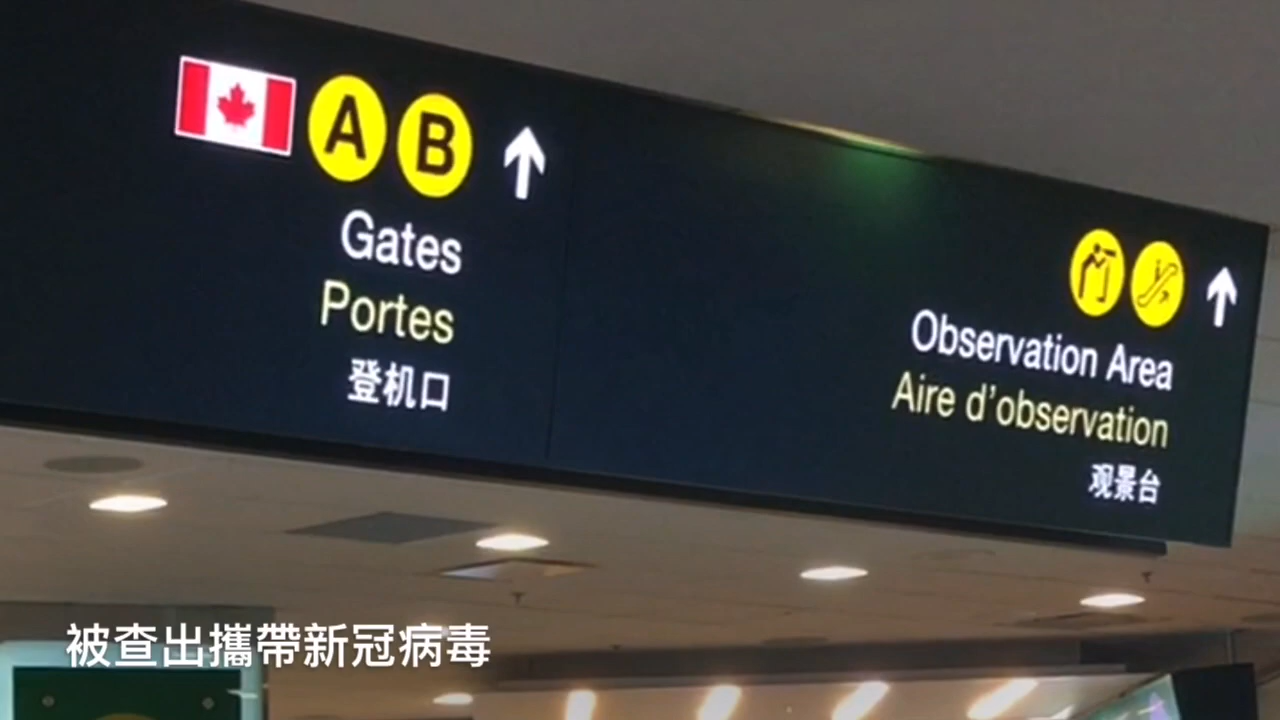 A B
Gates
Portes
登机口
Observation Area
Aire d'observation
观景台
被查出攜帶新冠病毒